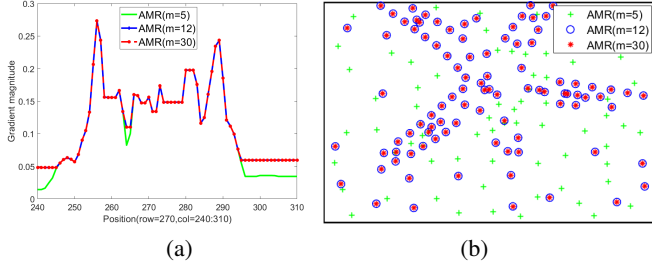 AMR(m=5)
AMR(m=12)
AMR(m=30)
Gradient magnitude
0.3
0.25
0.2
0.15
0.1
0.05
0
240 250 260 270 280 290 300 310
Position(row=270,col=240:310)
(a)
AMR(m=5)
AMR(m=12)
AMR(m=30)
(b)